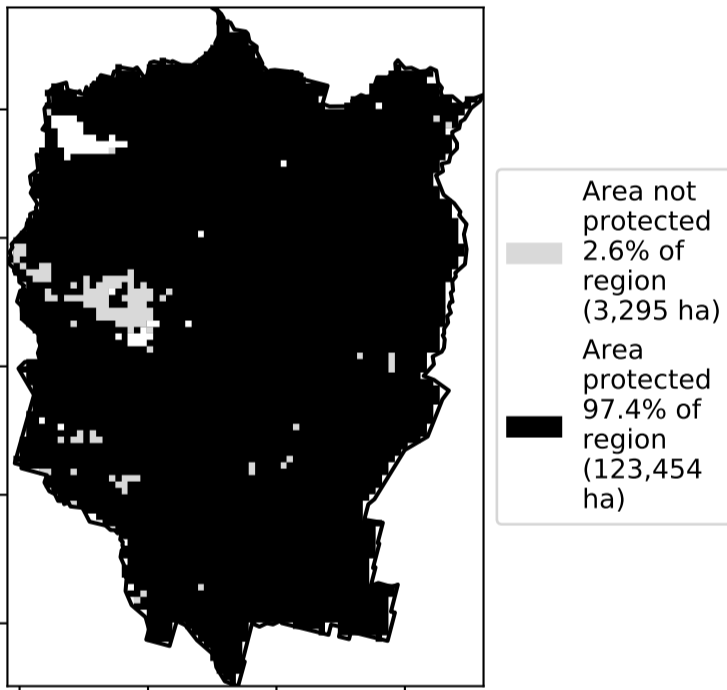 Area not
protected
2.6% of
region
(3,295 ha)
Area
protected
97.4% of
region
(123,454
ha)